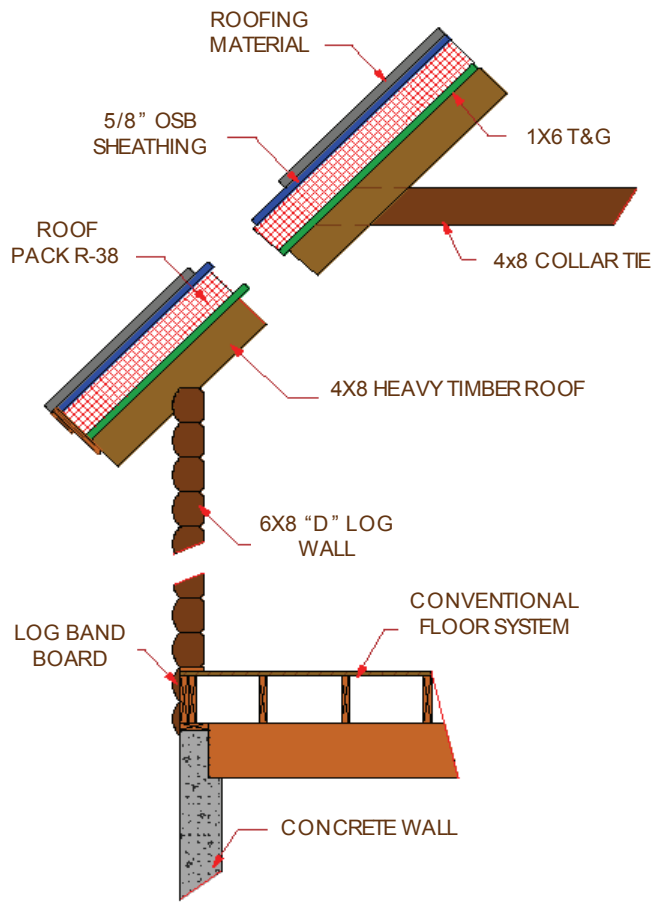 ROOFING
MATERIAL
5/8” OSB
SHEATHING
1X6 T&G
ROOF
PACK R-38
4x8 COLLAR TIE
4X8 HEAVY TIMBER ROOF
6X8 “D” LOG
WALL
CONVENTIONAL
FLOOR SYSTEM
LOG BAND
BOARD
CONCRETE WALL